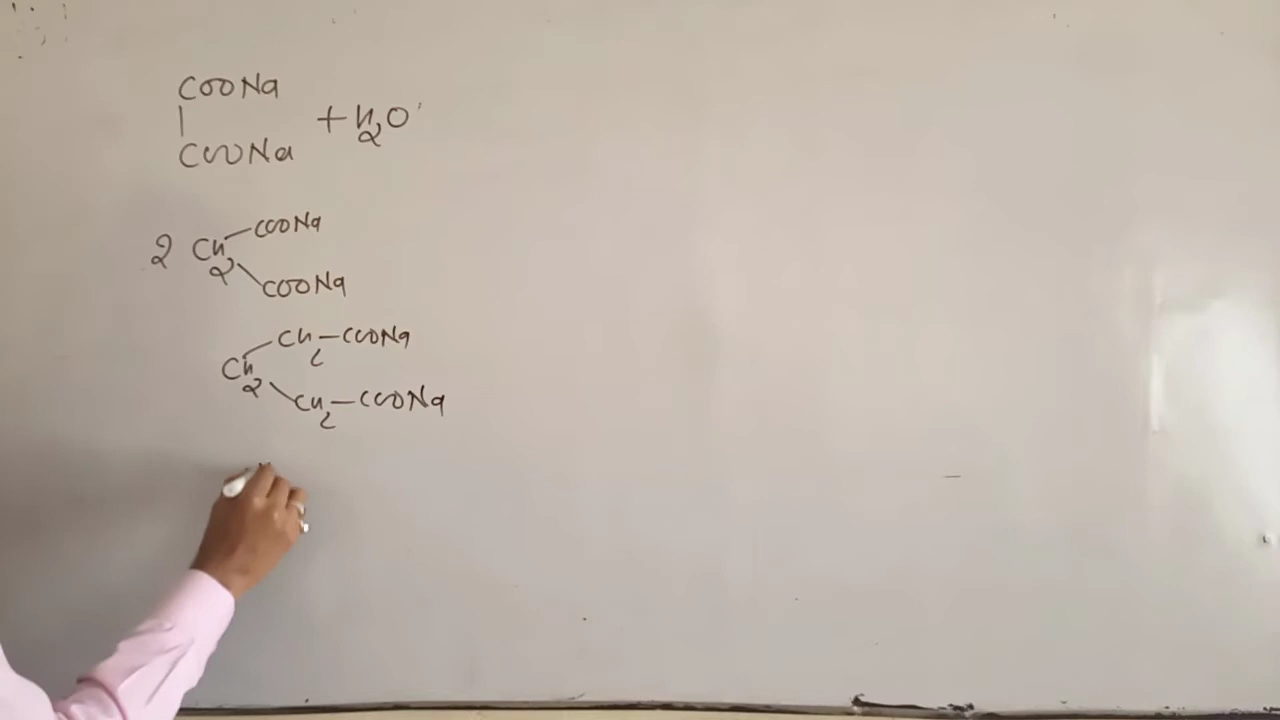 COONa
|
COONa
+ H2O
2 CH2
COONa
COONa
CH2
CH2 — COONa
CH2 — COONa